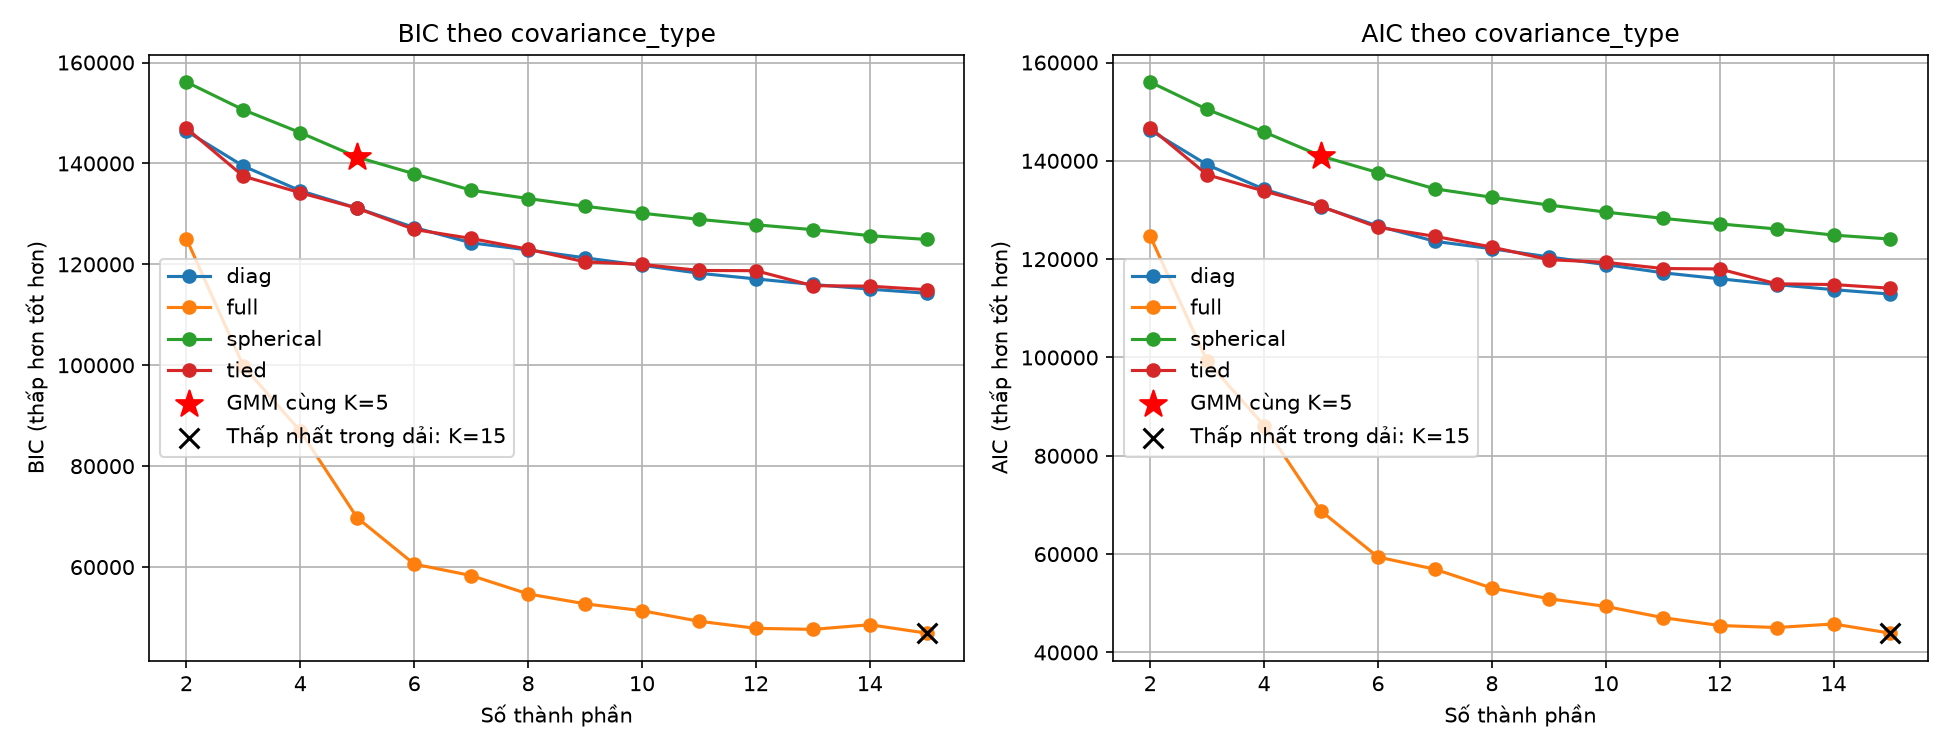 BIC theo covariance_type
BIC (thấp hơn tốt hơn)
160000
140000
120000
100000
80000
60000
diag
full
spherical
tied
GMM cùng K=5
Thấp nhất trong dải: K=15
2 4 6 8 10 12 14
Số thành phần
AIC theo covariance_type
AIC (thấp hơn tốt hơn)
160000
140000
120000
100000
80000
60000
40000
diag
full
spherical
tied
GMM cùng K=5
Thấp nhất trong dải: K=15
2 4 6 8 10 12 14
Số thành phần